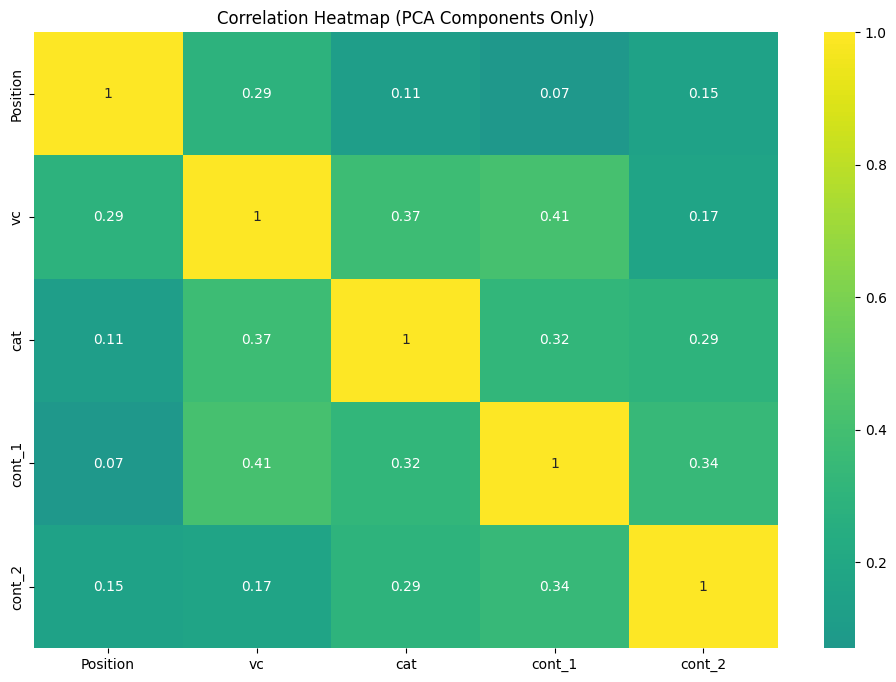 Correlation Heatmap (PCA Components Only)
Position 1 0.29 0.11 0.07 0.15
vc 0.29 1 0.37 0.41 0.17
cat 0.11 0.37 1 0.32 0.29
cont_1 0.07 0.41 0.32 1 0.34
cont_2 0.15 0.17 0.29 0.34 1
Position vc cat cont_1 cont_2
1.0
0.8
0.6
0.4
0.2